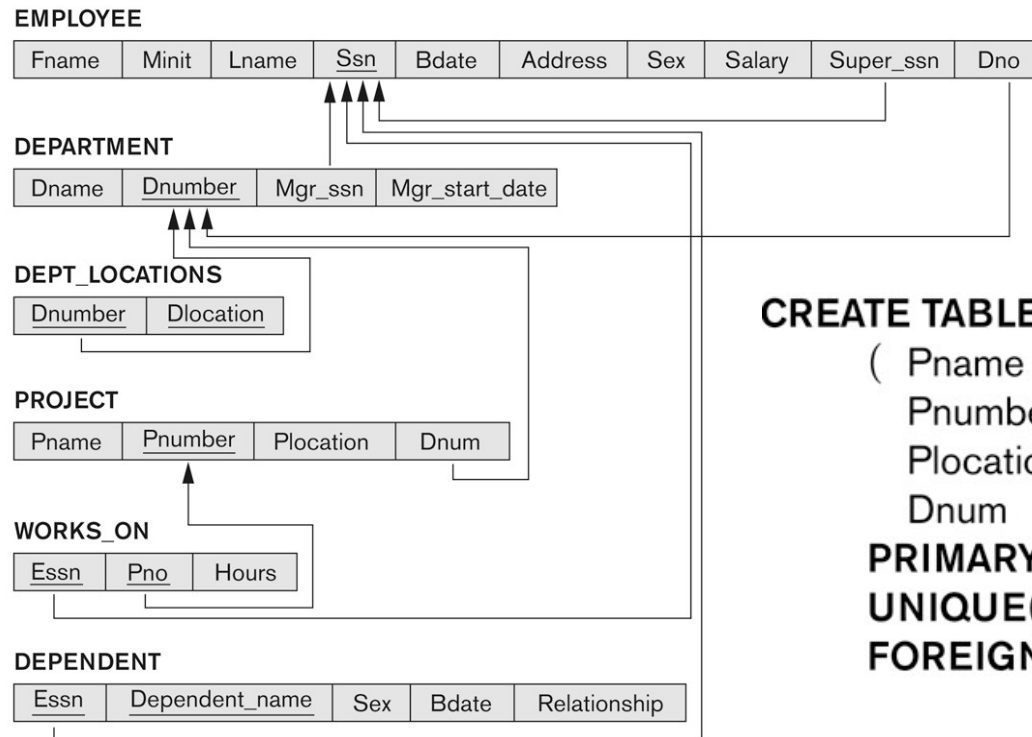 EMPLOYEE
Fname Minit Lname Ssn Bdate Address Sex Salary Super_ssn Dno
DEPARTMENT
Dname Dnumber Mgr_ssn Mgr_start_date
DEPT_LOCATIONS
Dnumber Dlocation
PROJECT
Pname Pnumber Plocation Dnum
WORKS_ON
Essn Pno Hours
DEPENDENT
Essn Dependent_name Sex Bdate Relationship
CREATE TABLE
( Pname
Pnumbe
Plocatio
Dnum
PRIMARY
UNIQUE(
FOREIGN